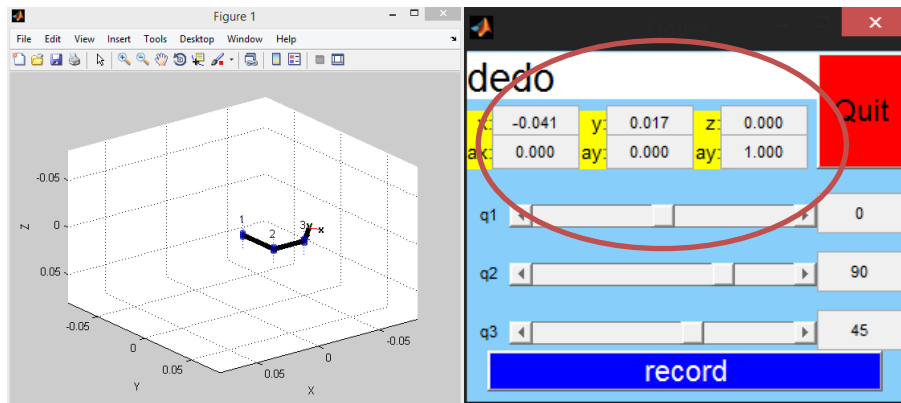 Figure 1
File Edit View Insert Tools Desktop Window Help
-0.05
0
0.05
Z
1
2
3 y x
-0.05
0
0.05
Y
0.05
0
-0.05
X
dedo
x: -0.041 y: 0.017 z: 0.000
ax: 0.000 ay: 0.000 ay: 1.000
Quit
q1 0
q2 90
q3 45
record